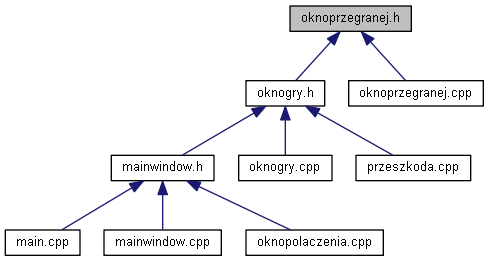 oknoprzegranej.h
oknogry.h
oknoprzegranej.cpp
mainwindow.h
oknogry.cpp
przeszkoda.cpp
main.cpp
mainwindow.cpp
oknopolaczenia.cpp